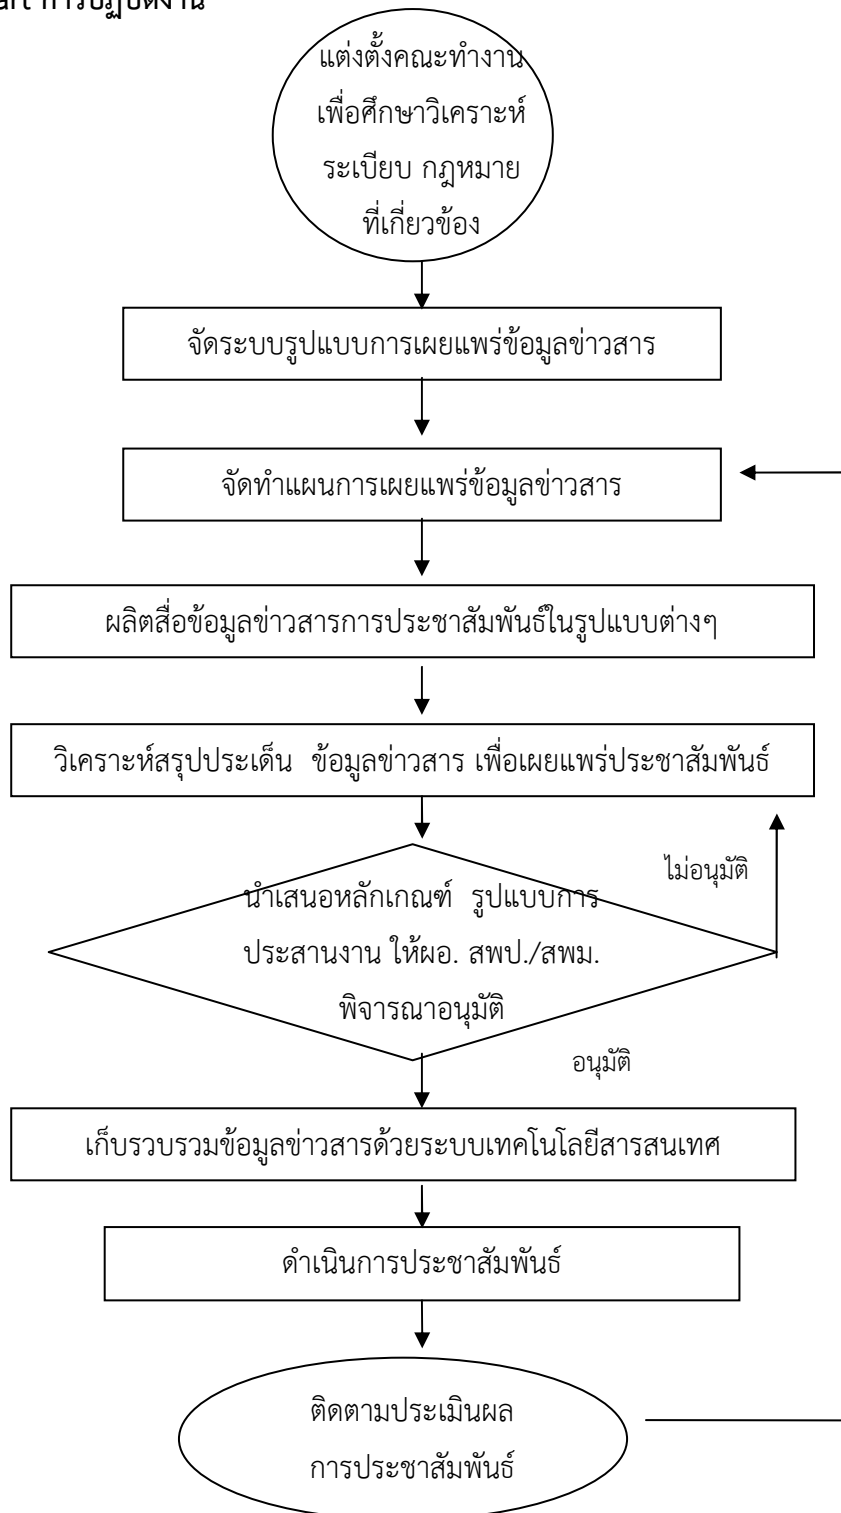 การปฏิบัติงาน
แต่งตั้งคณะทำงาน
เพื่อศึกษาวิเคราะห์
ระเบียบ กฎหมาย
ที่เกี่ยวข้อง
จัดระบบรูปแบบการเผยแพร่ข้อมูลข่าวสาร
จัดทำแผนการเผยแพร่ข้อมูลข่าวสาร
ผลิตสื่อข้อมูลข่าวสารการประชาสัมพันธ์ในรูปแบบต่างๆ
วิเคราะห์สรุปประเด็น ข้อมูลข่าวสาร เพื่อเผยแพร่ประชาสัมพันธ์
ไม่อนุมัติ
นำเสนอหลักเกณฑ์ รูปแบบการ
ประสานงาน ให้ผอ. สพป./สพม.
พิจารณาอนุมัติ
อนุมัติ
เก็บรวบรวมข้อมูลข่าวสารด้วยระบบเทคโนโลยีสารสนเทศ
ดำเนินการประชาสัมพันธ์
ติดตามประเมินผล
การประชาสัมพันธ์